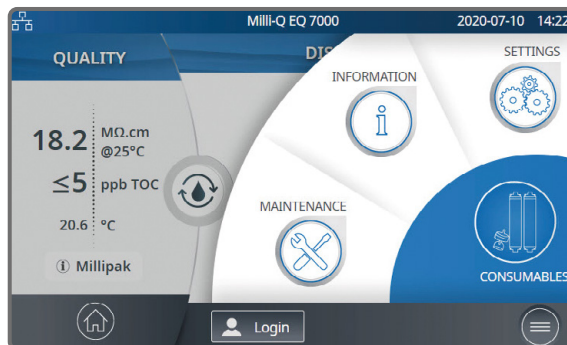 Milli-Q EQ 7000
2020-07-10 14:22
QUALITY
18.2 MΩ.cm
@25°C
≤5 ppb TOC
20.6 °C
i Millipak
DIS
INFORMATION
i
SETTINGS
MAINTENANCE
CONSUMABLES
Login